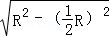 √(R² − (½R)²)